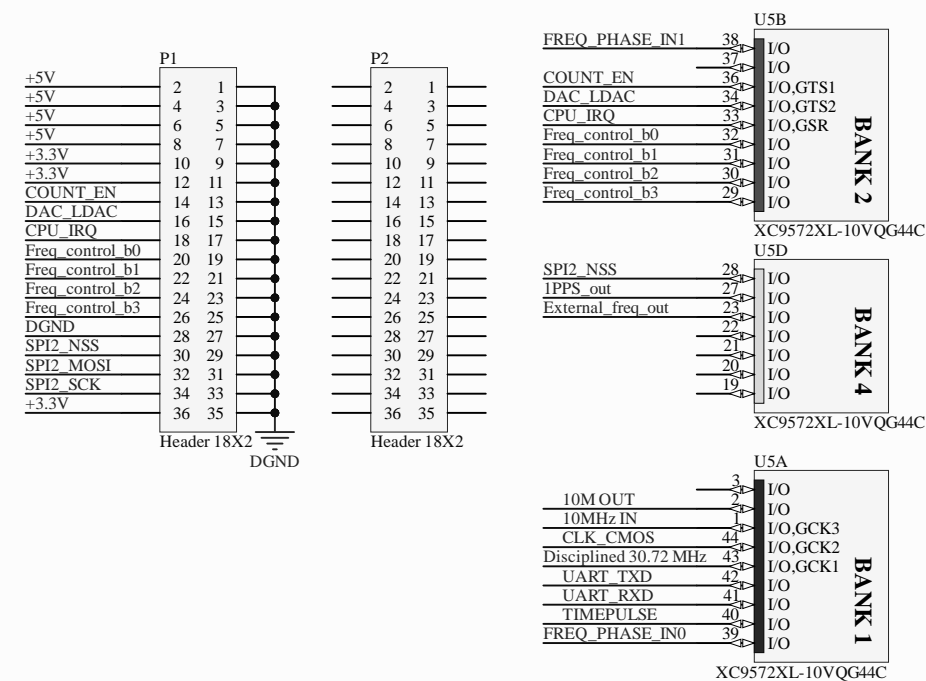 P1
+5V 2 1
+5V 4 3
+5V 6 5
+5V 8 7
+3.3V 10 9
+3.3V 12 11
COUNT_EN 14 13
DAC_LDAC 16 15
CPU_IRQ 18 17
Freq_control_b0 20 19
Freq_control_b1 22 21
Freq_control_b2 24 23
Freq_control_b3 26 25
DGND 28 27
SPI2_NSS 30 29
SPI2_MOSI 32 31
SPI2_SCK 34 33
+3.3V 36 35
Header 18X2
DGND
P2
2 1
4 3
6 5
8 7
10 9
12 11
14 13
16 15
18 17
20 19
22 21
24 23
26 25
28 27
30 29
32 31
34 33
36 35
Header 18X2
U5B
FREQ_PHASE_IN1 38 I/O
37 I/O
COUNT_EN 36 I/O,GTS1
DAC_LDAC 34 I/O,GTS2
CPU_IRQ 33 I/O,GSR
Freq_control_b0 32 I/O
Freq_control_b1 31 I/O
Freq_control_b2 30 I/O
Freq_control_b3 29 I/O
BANK 2
XC9572XL-10VQG44C
U5D
SPI2_NSS 28 I/O
1PPS_out 27 I/O
External_freq_out 23 I/O
22 I/O
21 I/O
20 I/O
19 I/O
BANK 4
XC9572XL-10VQG44C
U5A
3 I/O
10M OUT 2 I/O
10MHz IN 1 I/O,GCK3
CLK_CMOS 44 I/O,GCK2
Disciplined 30.72 MHz 43 I/O,GCK1
UART_TXD 42 I/O
UART_RXD 41 I/O
TIMEPULSE 40 I/O
FREQ_PHASE_IN0 39 I/O
BANK 1
XC9572XL-10VQG44C